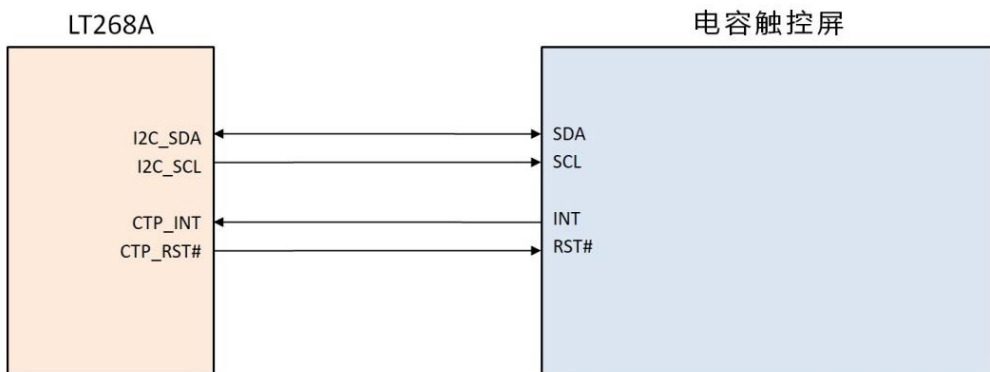 LT268A
电容触控屏
I2C_SDA
SDA
I2C_SCL
SCL
CTP_INT
INT
CTP_RST#
RST#